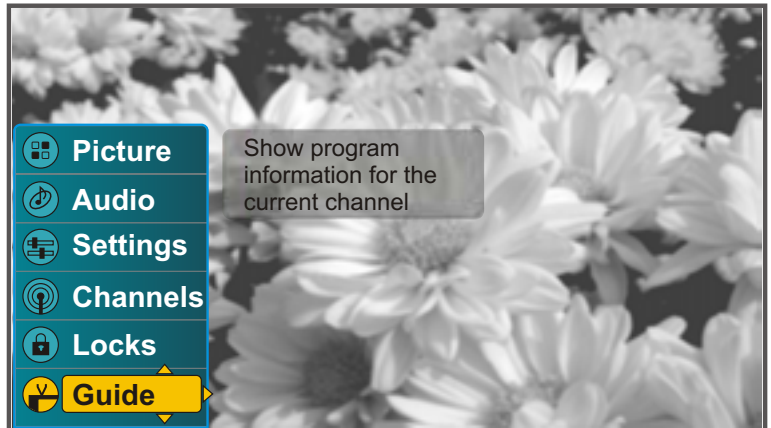 Picture
Audio
Settings
Channels
Locks
Guide
Show program
information for the
current channel